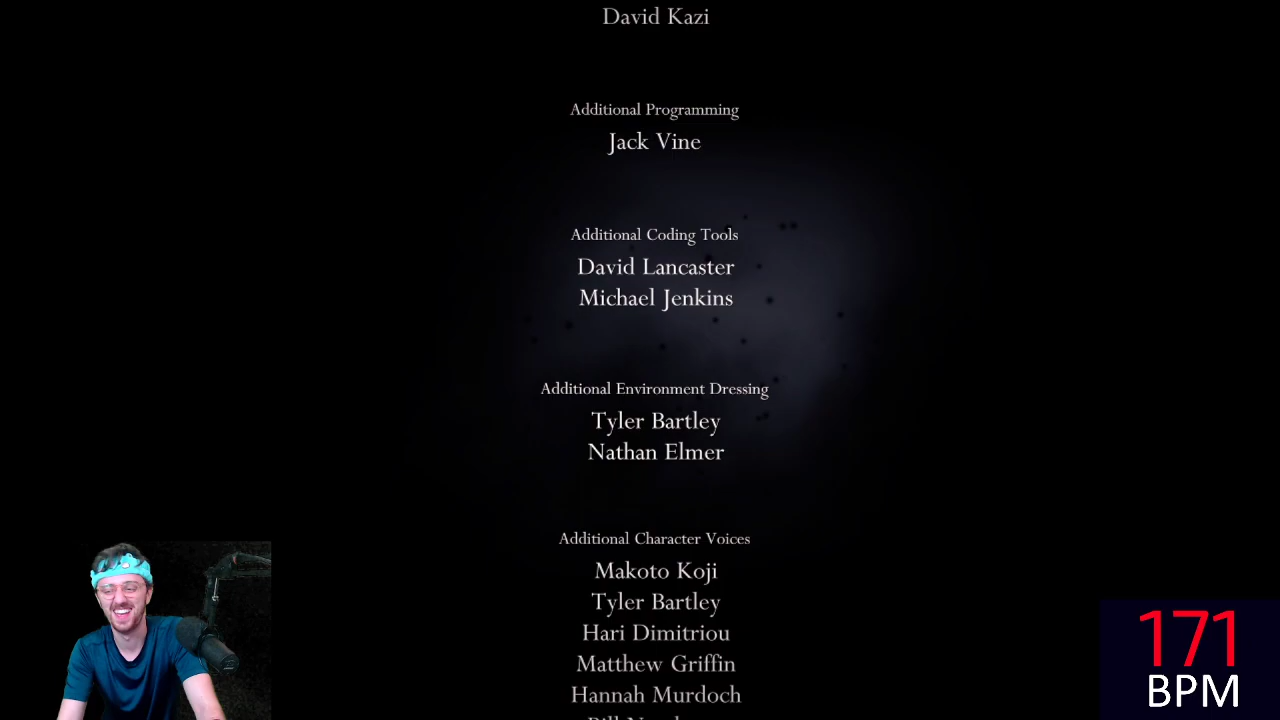 David Kazi
Additional Programming
Jack Vine
Additional Coding Tools
David Lancaster
Michael Jenkins
Additional Environment Dressing
Tyler Bartley
Nathan Elmer
Additional Character Voices
Makoto Koji
Tyler Bartley
Hari Dimitriou
Matthew Griffin
Hannah Murdoch
171
BPM